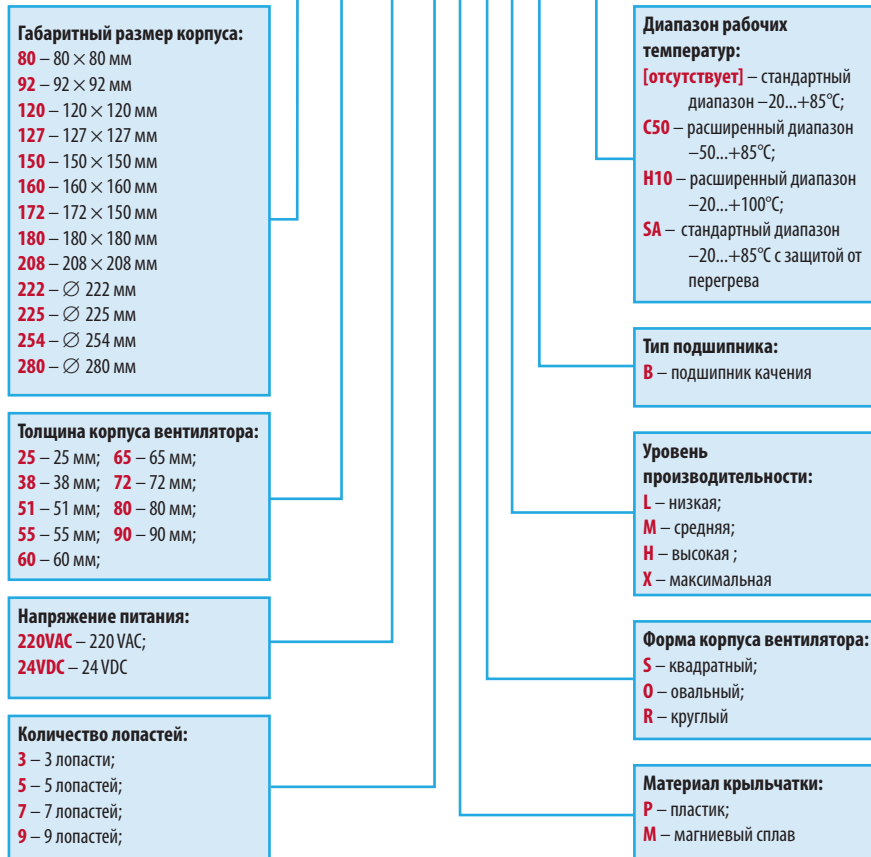 Габаритный размер корпуса:
80 – 80 × 80 мм
92 – 92 × 92 мм
120 – 120 × 120 мм
127 – 127 × 127 мм
150 – 150 × 150 мм
160 – 160 × 160 мм
172 – 172 × 150 мм
180 – 180 × 180 мм
208 – 208 × 208 мм
222 – ∅ 222 мм
225 – ∅ 225 мм
254 – ∅ 254 мм
280 – ∅ 280 мм
Толщина корпуса вентилятора:
25 – 25 мм; 65 – 65 мм;
38 – 38 мм; 72 – 72 мм;
51 – 51 мм; 80 – 80 мм;
55 – 55 мм; 90 – 90 мм;
60 – 60 мм;
Напряжение питания:
220VAC – 220 VAC;
24VDC – 24 VDC
Количество лопастей:
3 – 3 лопасти;
5 – 5 лопастей;
7 – 7 лопастей;
9 – 9 лопастей;
Диапазон рабочих
температур:
[отсутствует] – стандартный
диапазон –20...+85°C;
C50 – расширенный диапазон
–50...+85°C;
H10 – расширенный диапазон
–20...+100°C;
SA – стандартный диапазон
–20...+85°C с защитой от
перегрева
Тип подшипника:
B – подшипник качения
Уровень
производительности:
L – низкая;
M – средняя;
H – высокая ;
X – максимальная
Форма корпуса вентилятора:
S – квадратный;
O – овальный;
R – круглый
Материал крыльчатки:
P – пластик;
M – магниевый сплав